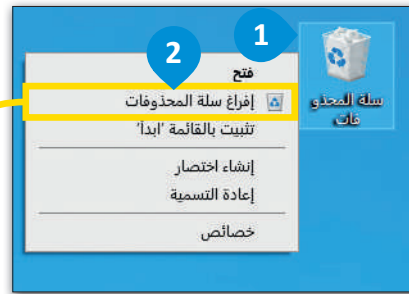 1
سلة المحذو
فات
2
فتح
إفراغ سلة المحذوفات
تثبيت بالقائمة 'ابدأ'
إنشاء اختصار
إعادة التسمية
خصائص